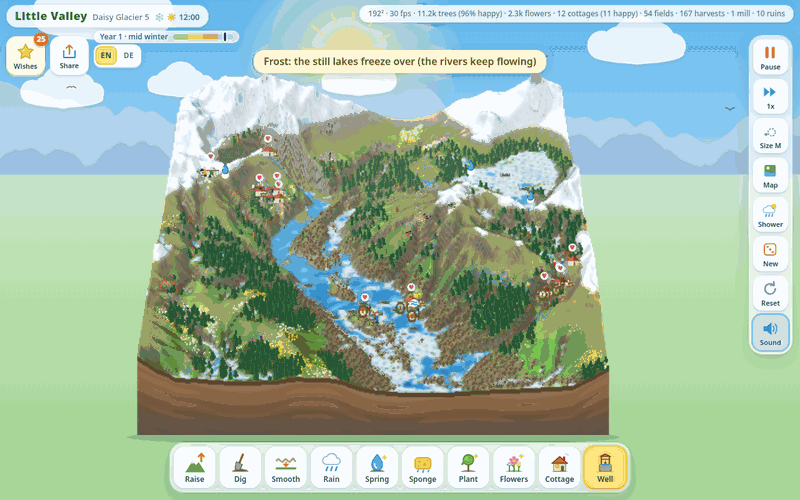 Little Valley Daisy Glacier 5 12:00
192² · 30 fps · 11.2k trees (96% happy) · 2.3k flowers · 12 cottages (11 happy) · 54 fields · 167 harvests · 1 mill · 10 ruins
Year 1 · mid winter
25
Wishes
Share
EN DE
Frost: the still lakes freeze over (the rivers keep flowing)
Pause
1x
Size M
Map
Shower
New
Reset
Sound
Raise Dig Smooth Rain Spring Sponge Plant Flowers Cottage Well